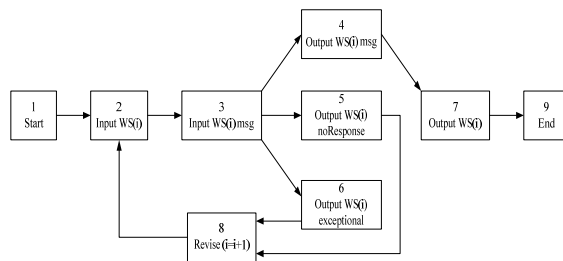 1
Start
2
Input WS(i)
3
Input WS(i) msg
4
Output WS(i) msg
5
Output WS(i)
noResponse
6
Output WS(i)
exceptional
7
Output WS(i)
8
Revise (i=i+1)
9
End